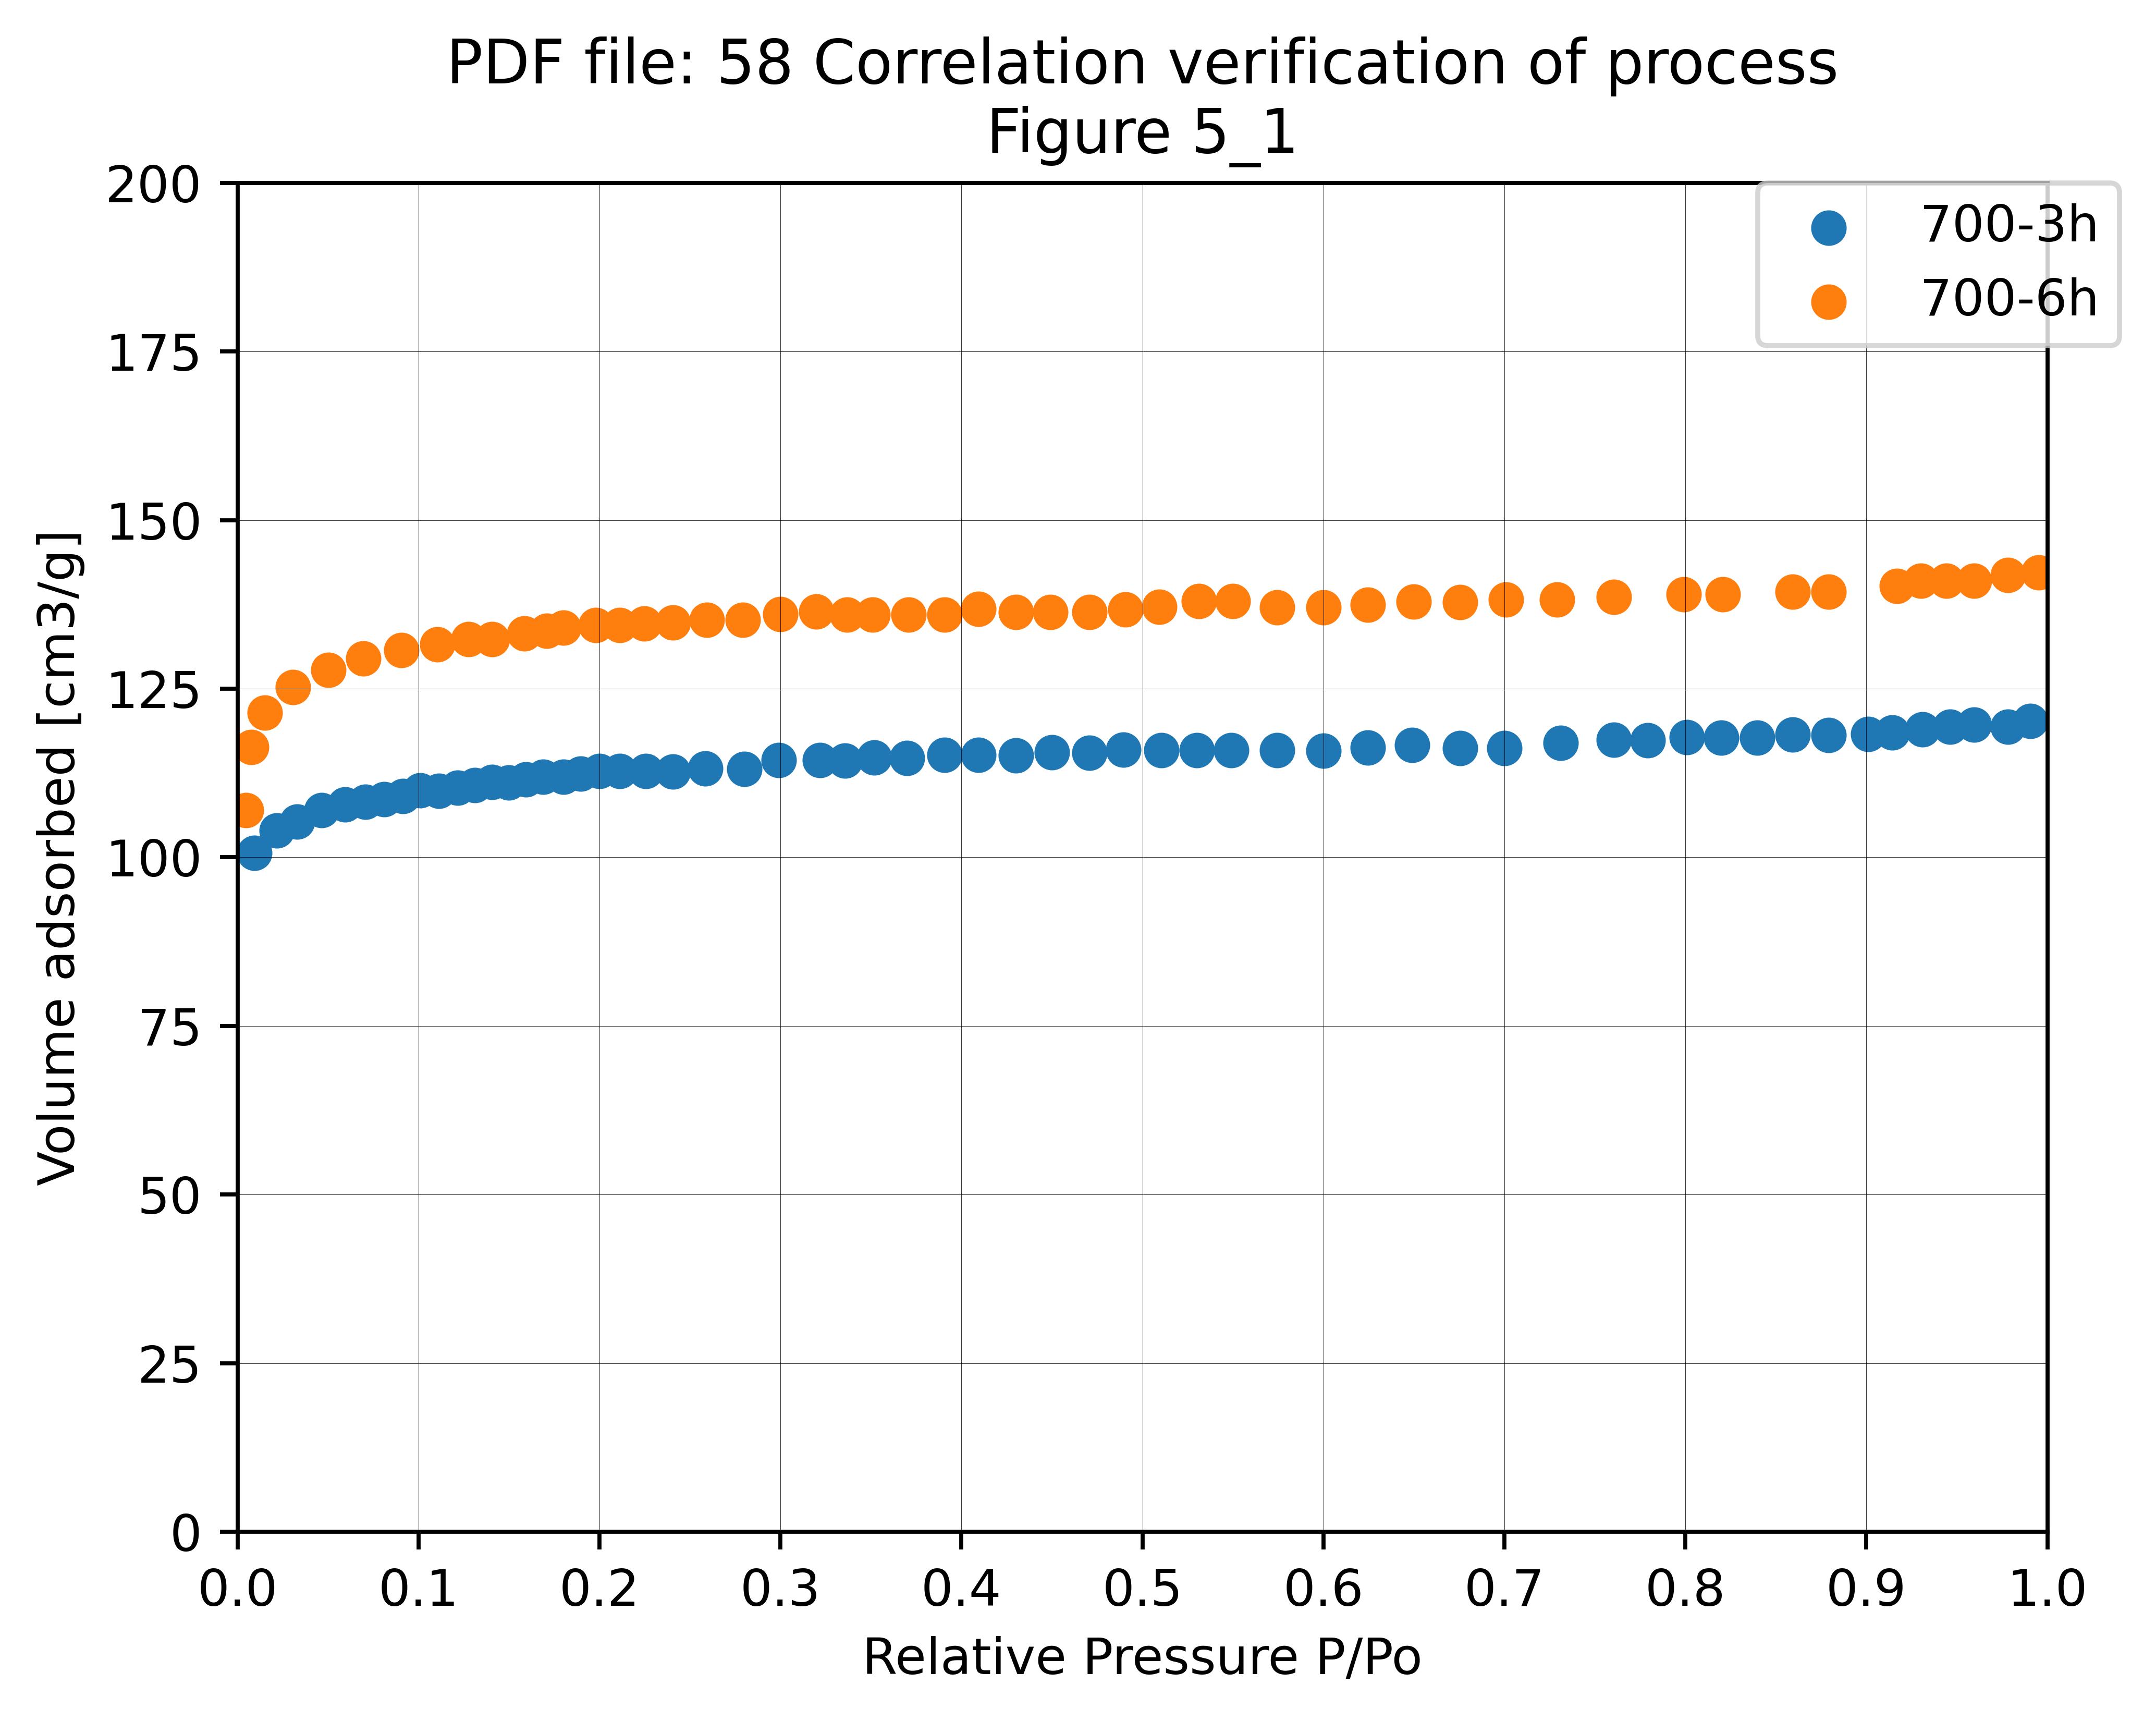 PDF file: 58 Correlation verification of process
Figure 5_1
700-3h
700-6h
200
175
150
125
100
75
50
25
0
Volume adsorbed [cm3/g]
0.0 0.1 0.2 0.3 0.4 0.5 0.6 0.7 0.8 0.9 1.0
Relative Pressure P/Po